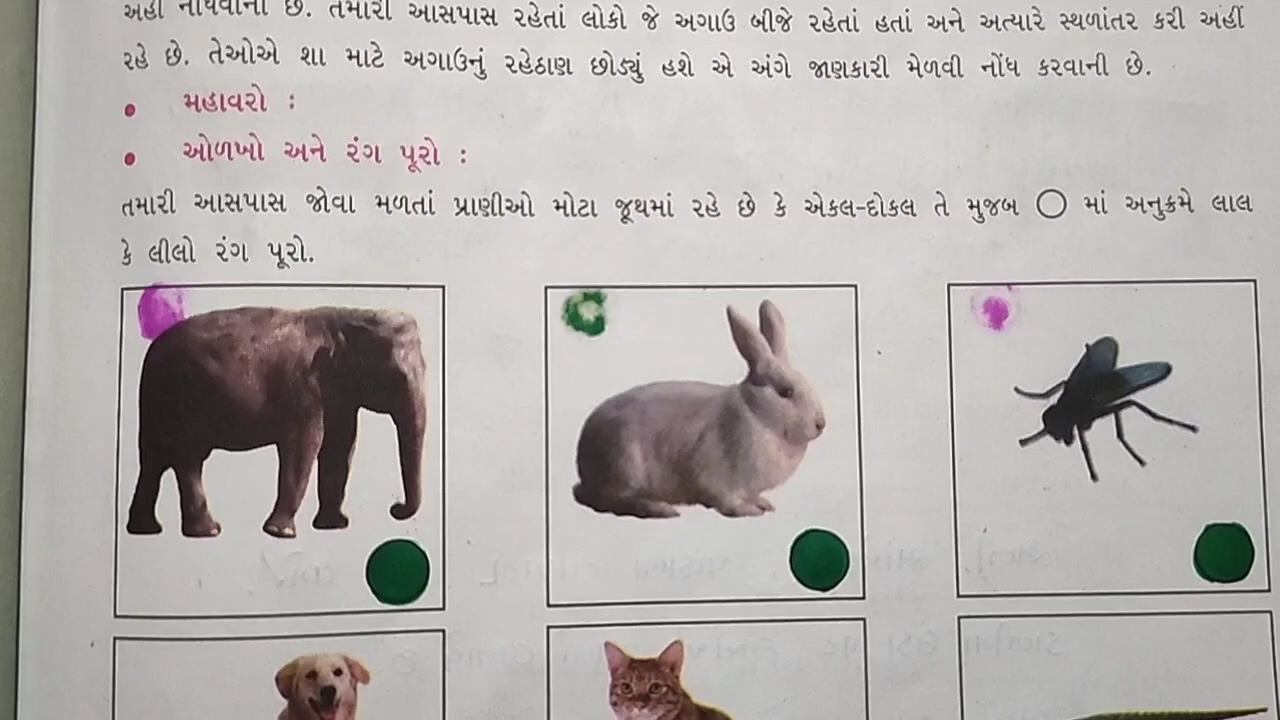 અહીં નોંધવાની છે. તમારી આસપાસ રહેતાં લોકો જે અગાઉ બીજે રહેતાં હતાં અને અત્યારે સ્થળાંતર કરી અહીં
રહે છે. તેઓએ શા માટે અગાઉનું રહેઠાણ છોડ્યું હશે એ અંગે જાણકારી મેળવી નોંધ કરવાની છે.
• મહાવરો :
• ઓળખો અને રંગ પૂરો :
તમારી આસપાસ જોવા મળતાં પ્રાણીઓ મોટા જૂથમાં રહે છે કે એકલ-દોકલ તે મુજબ ○ માં અનુક્રમે લાલ
કે લીલો રંગ પૂરો.